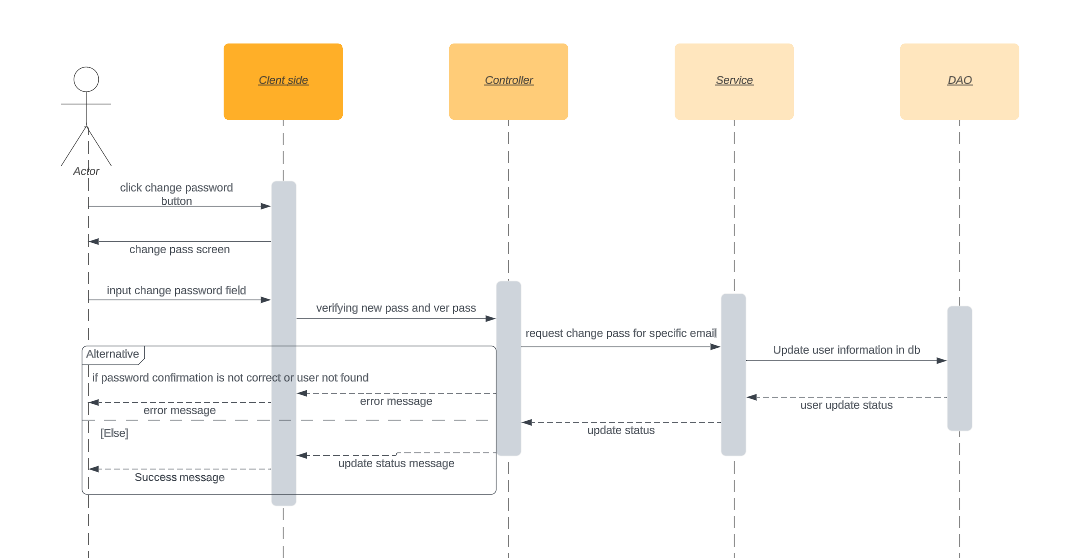 Clent side
Controller
Service
DAO
Actor
click change password
button
change pass screen
input change password field
verifying new pass and ver pass
request change pass for specific email
Update user information in db
Alternative
if password confirmation is not correct or user not found
error message
error message
user update status
update status
[Else]
update status message
Success message